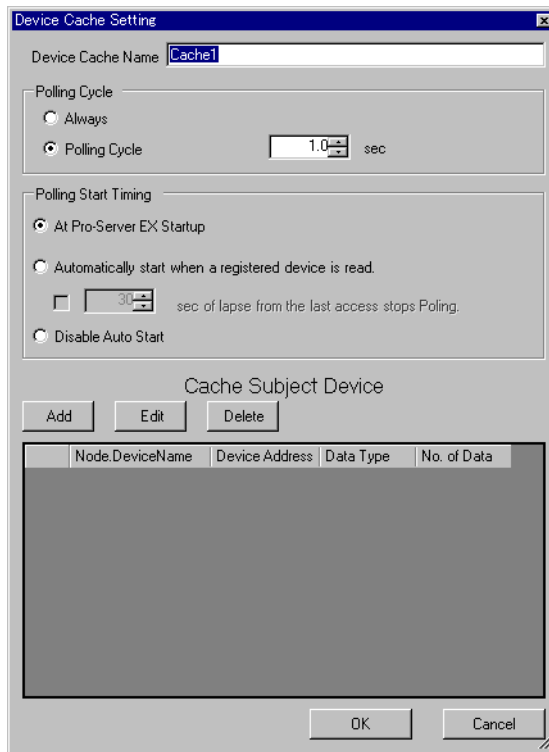 Device Cache Setting
Device Cache Name Cache1
Polling Cycle
Always
Polling Cycle 1.0 sec
Polling Start Timing
At Pro-Server EX Startup
Automatically start when a registered device is read.
30 sec of lapse from the last access stops Poling.
Disable Auto Start
Cache Subject Device
Add Edit Delete
Node.DeviceName Device Address Data Type No. of Data
OK Cancel